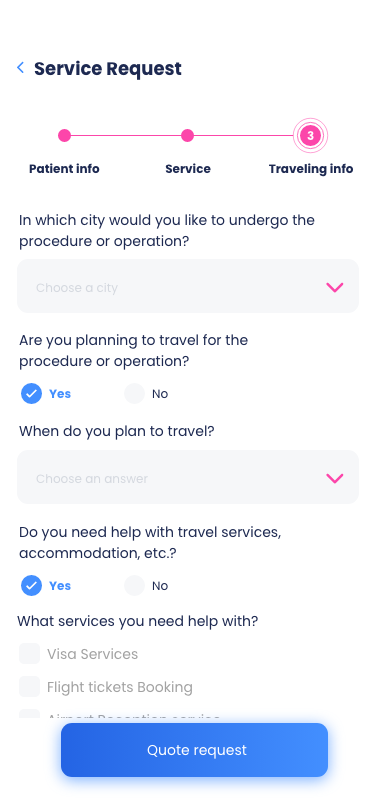 Service Request
3
Patient info
Service
Traveling info
In which city would you like to undergo the
procedure or operation?
Choose a city
Are you planning to travel for the
procedure or operation?
Yes
No
When do you plan to travel?
Choose an answer
Do you need help with travel services,
accommodation, etc.?
Yes
No
What services you need help with?
Visa Services
Flight tickets Booking
Airport Reception service
Quote request